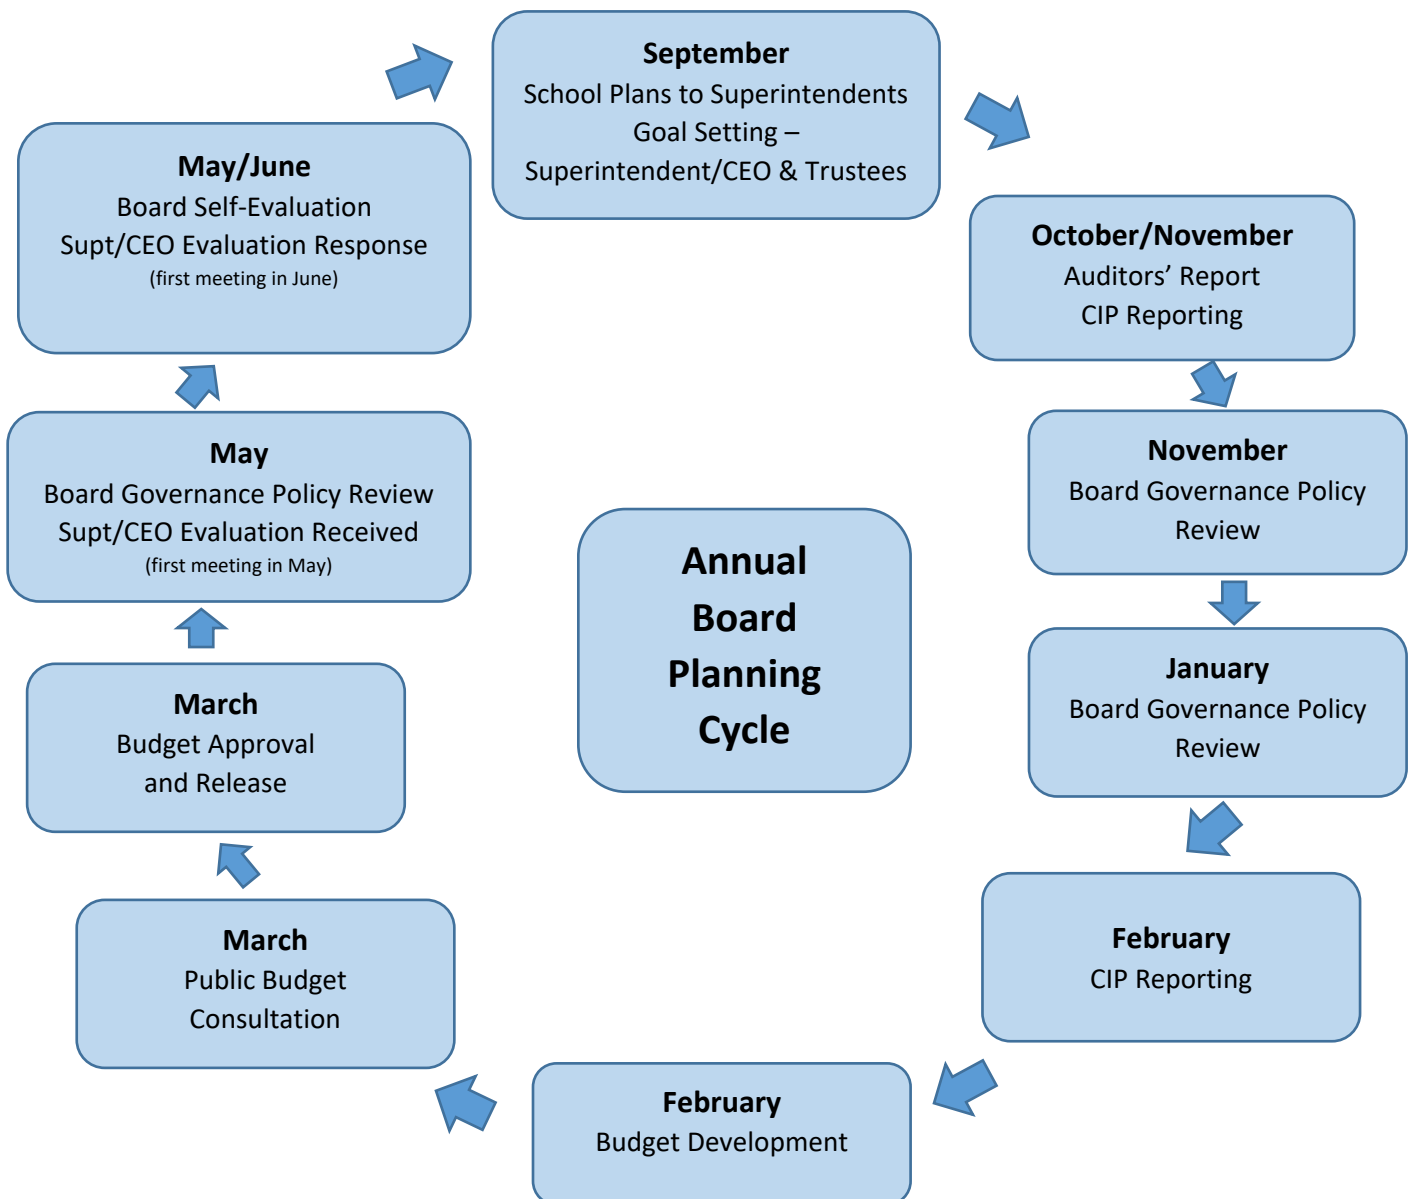 September
School Plans to Superintendents
Goal Setting –
Superintendent/CEO & Trustees
October/November
Auditors’ Report
CIP Reporting
November
Board Governance Policy
Review
January
Board Governance Policy
Review
February
CIP Reporting
February
Budget Development
March
Public Budget
Consultation
March
Budget Approval
and Release
May
Board Governance Policy Review
Supt/CEO Evaluation Received
(first meeting in May)
May/June
Board Self-Evaluation
Supt/CEO Evaluation Response
(first meeting in June)
Annual
Board
Planning
Cycle